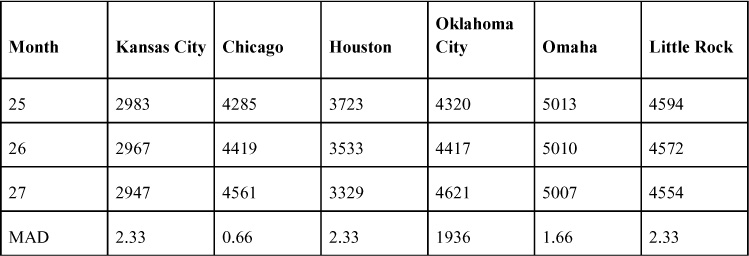 Month Kansas City Chicago Houston Oklahoma City Omaha Little Rock
25 2983 4285 3723 4320 5013 4594
26 2967 4419 3533 4417 5010 4572
27 2947 4561 3329 4621 5007 4554
MAD 2.33 0.66 2.33 1936 1.66 2.33